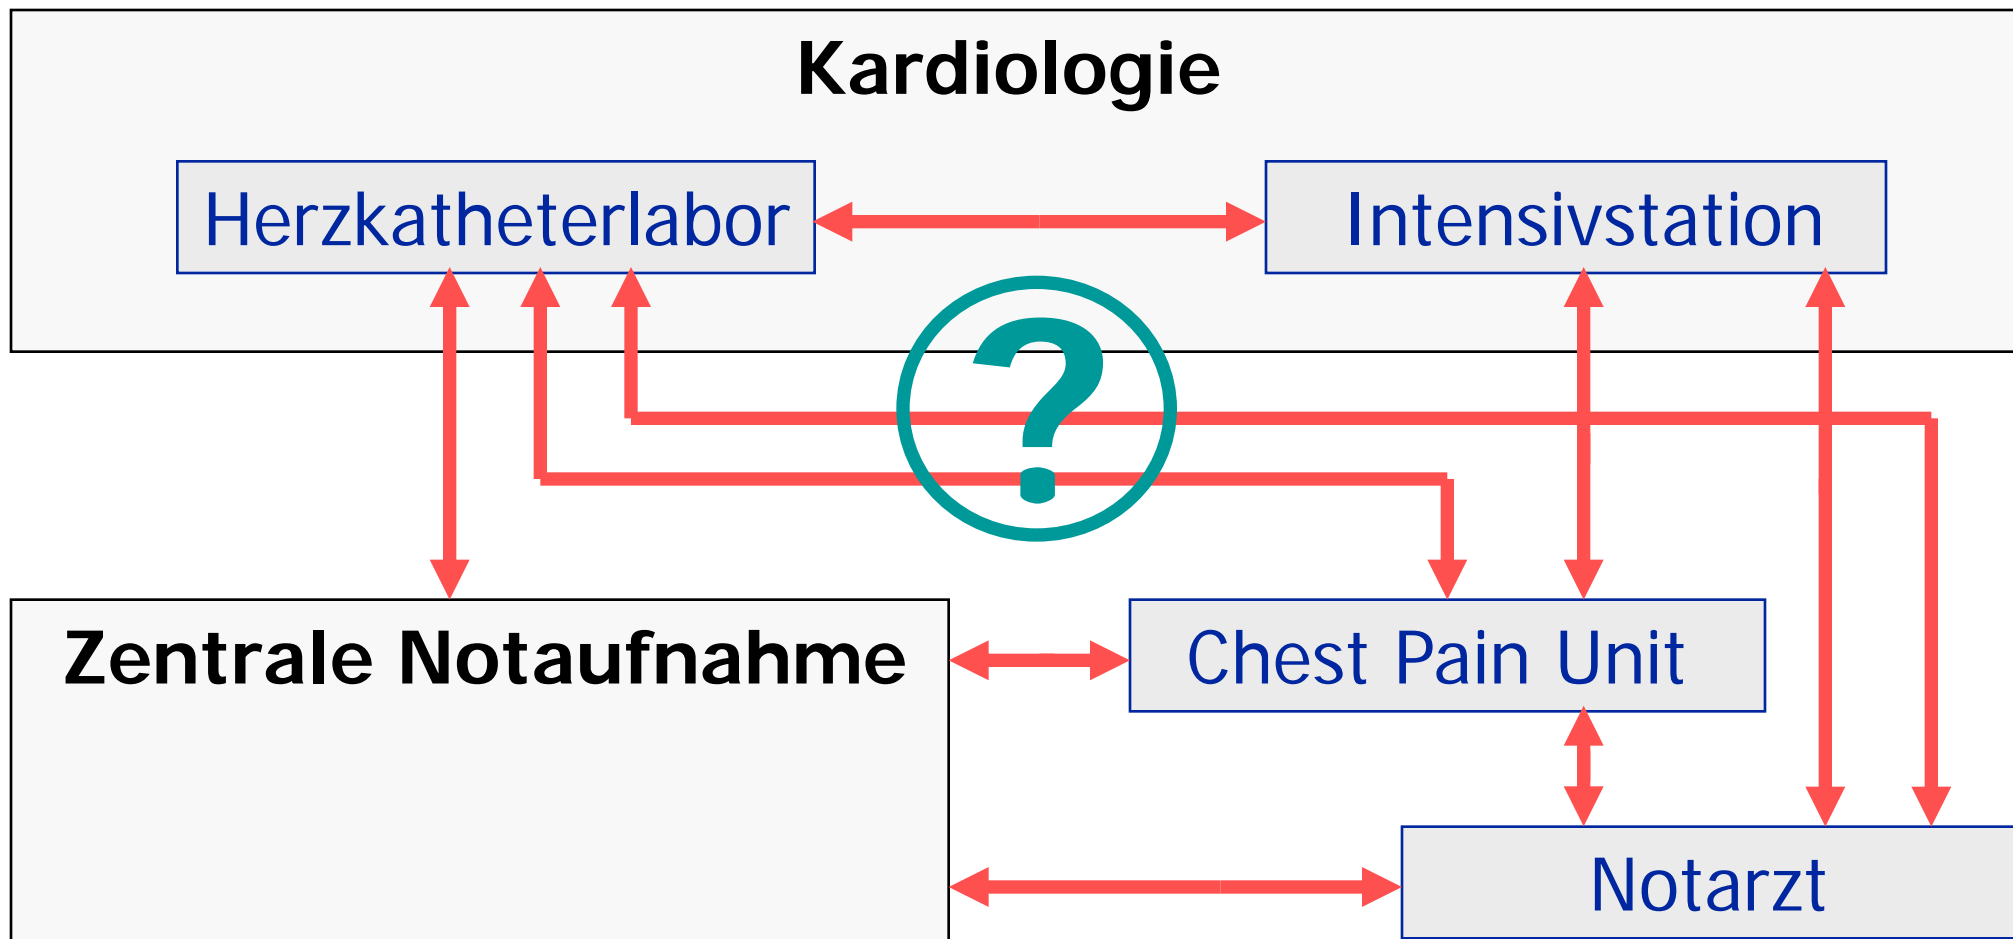 Kardiologie
Herzkatheterlabor
Intensivstation
?
Zentrale Notaufnahme
Chest Pain Unit
Notarzt